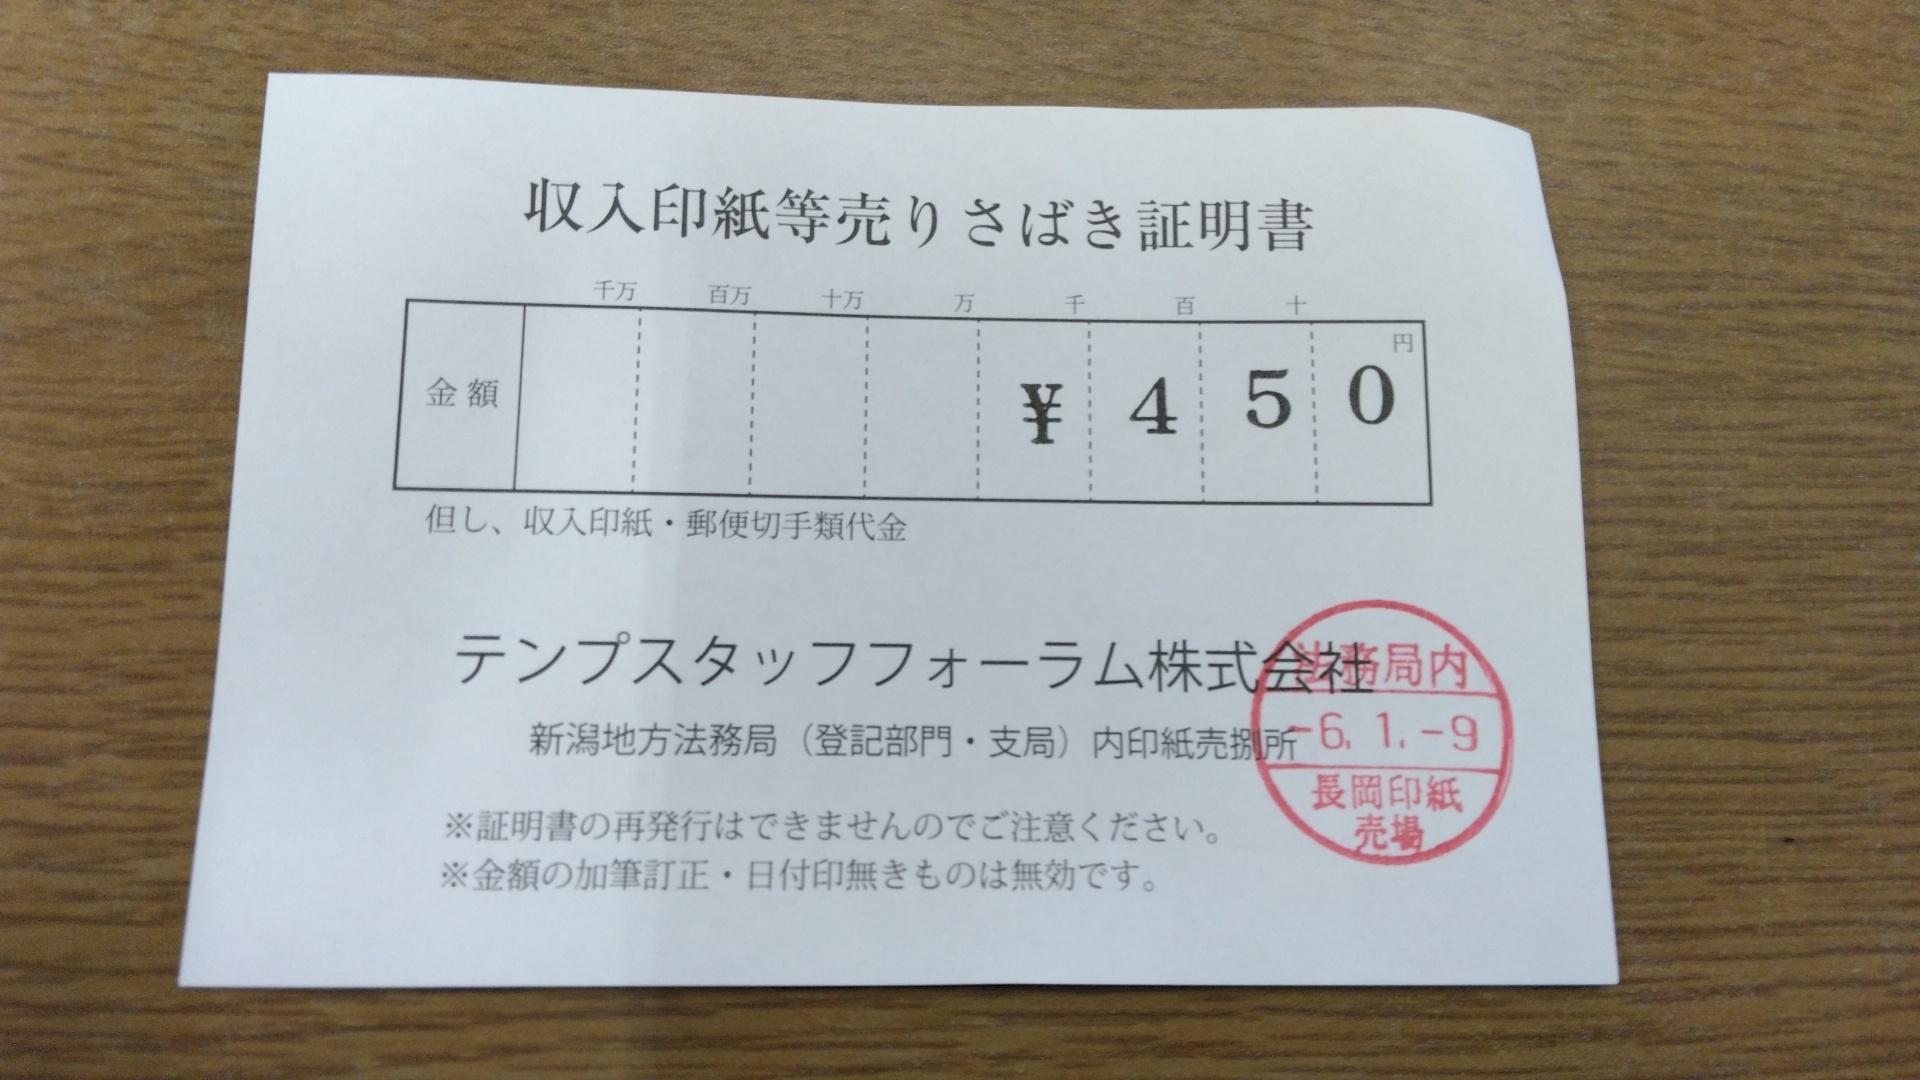 収入印紙等売りさばき証明書
千万 百万 十万 万 千 百 十 円
金額 ¥ 4 5 0
但し、収入印紙・郵便切手類代金
テンプスタッフフォーラム株式会社
新潟地方法務局（登記部門・支局）内印紙売捌所
法務局内
-6. 1. -9
長岡印紙
売場
※証明書の再発行はできませんのでご注意ください。
※金額の加筆訂正・日付印無きものは無効です。